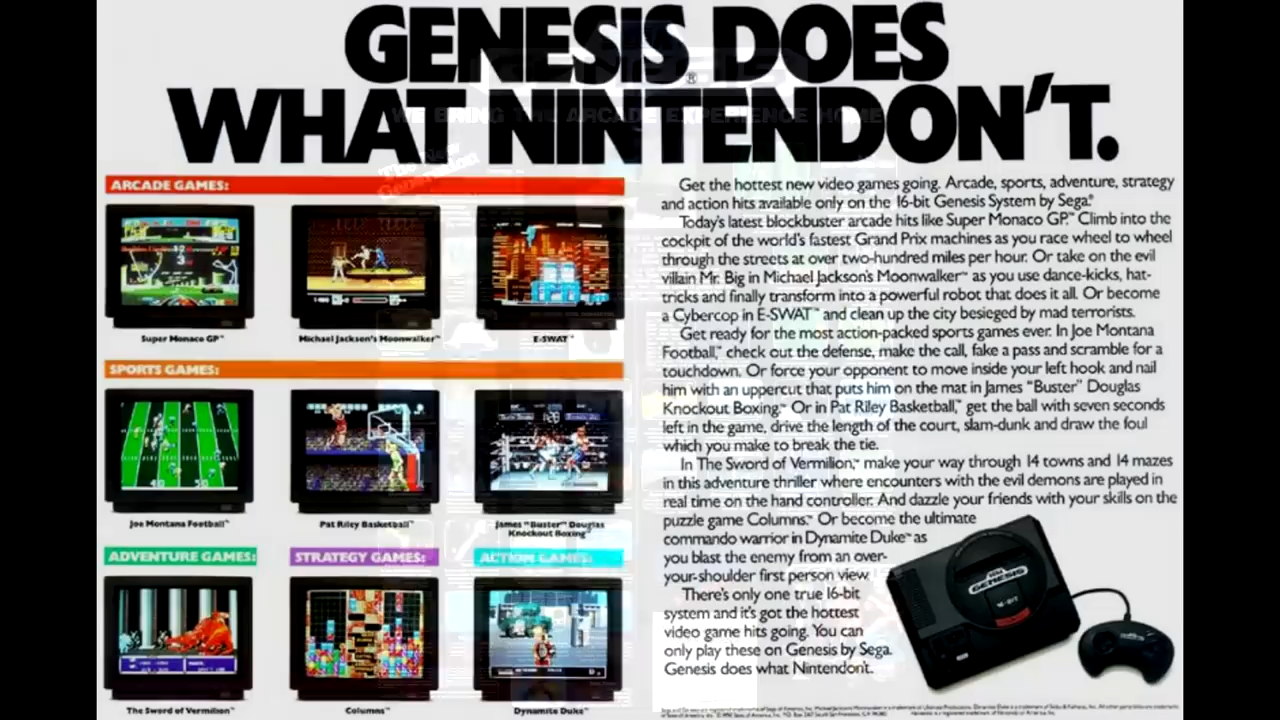 GENESIS® DOES
WHAT NINTENDON'T.
WE BRING THE ARCADE EXPERIENCE HOME
The New
Generation
ARCADE GAMES:
Super Monaco GP™
Michael Jackson's Moonwalker™
E-SWAT™
SPORTS GAMES:
Joe Montana Football™
Pat Riley Basketball™
James "Buster" Douglas
Knockout Boxing™
ADVENTURE GAMES:
STRATEGY GAMES:
ACTION GAMES:
The Sword of Vermilion™
Columns™
Dynamite Duke™
Get the hottest new video games going. Arcade, sports, adventure, strategy
and action hits available only on the 16-bit Genesis System by Sega.®
Today's latest blockbuster arcade hits like Super Monaco GP.™ Climb into the
cockpit of the world's fastest Grand Prix machines as you race wheel to wheel
through the streets at over two-hundred miles per hour. Or take on the evil
villain Mr. Big in Michael Jackson's Moonwalker™ as you use dance-kicks, hat-
tricks and finally transform into a powerful robot that does it all. Or become
a Cybercop in E-SWAT™ and clean up the city besieged by mad terrorists.
Get ready for the most action-packed sports games ever. In Joe Montana
Football,™ check out the defense, make the call, fake a pass and scramble for a
touchdown. Or force your opponent to move inside your left hook and nail
him with an uppercut that puts him on the mat in James "Buster" Douglas
Knockout Boxing.™ Or in Pat Riley Basketball,™ get the ball with seven seconds
left in the game, drive the length of the court, slam-dunk and draw the foul
which you make to break the tie.
In The Sword of Vermilion,™ make your way through 14 towns and 14 mazes
in this adventure thriller where encounters with the evil demons are played in
real time on the hand controller. And dazzle your friends with your skills on the
puzzle game Columns.™ Or become the ultimate
commando warrior in Dynamite Duke™ as
you blast the enemy from an over-
your-shoulder first person view.
There's only one true 16-bit
system and it's got the hottest
video game hits going. You can
only play these on Genesis by Sega.
Genesis does what Nintendon't.
GENESIS
16-BIT